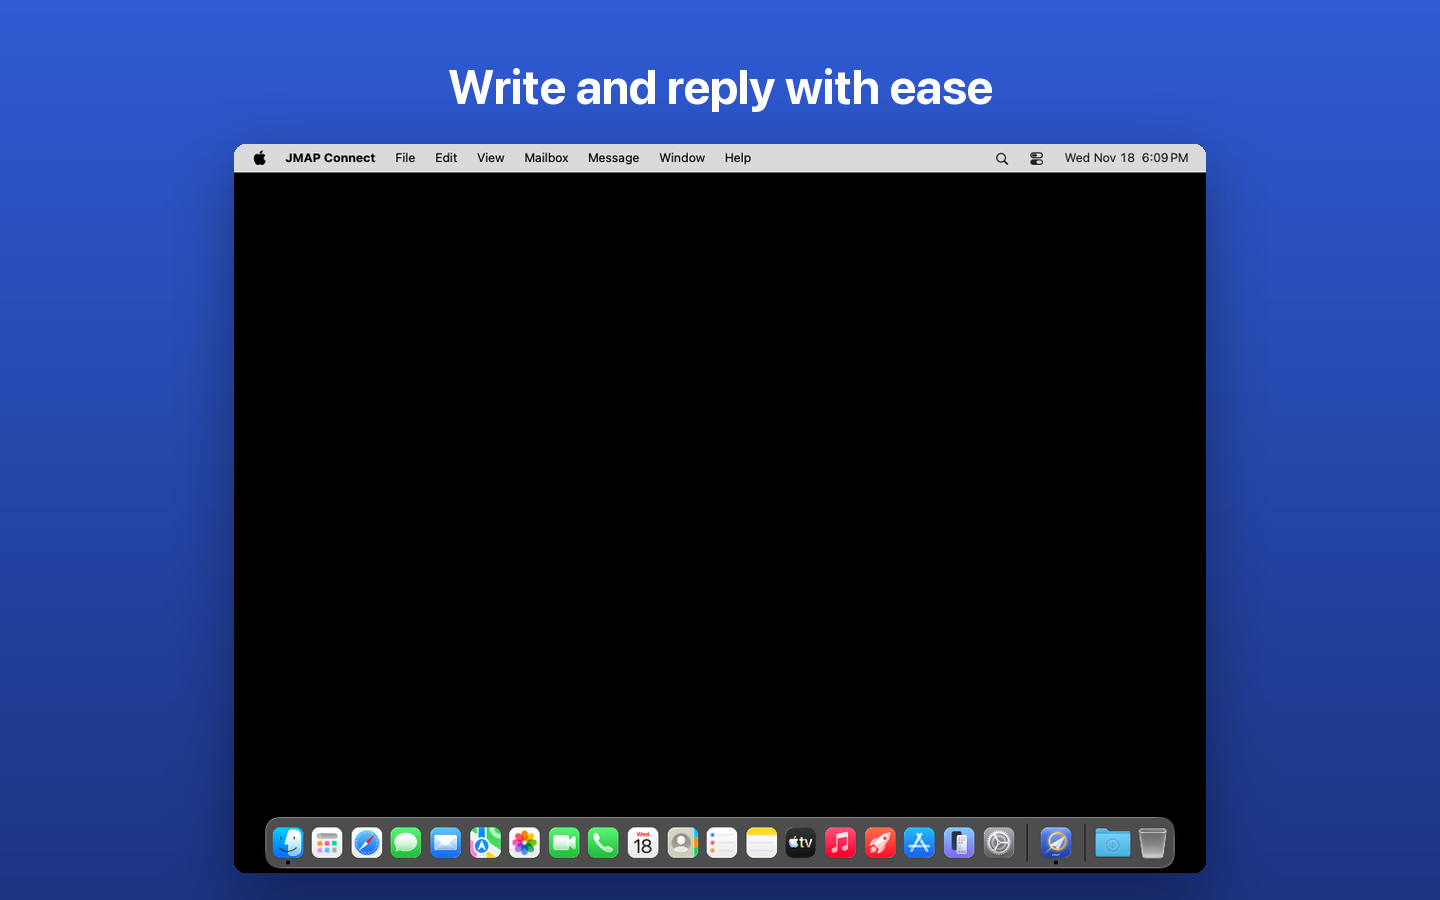 Write and reply with ease
JMAP Connect File Edit View Mailbox Message Window Help Wed Nov 18 6:09 PM
Wed
18
tv